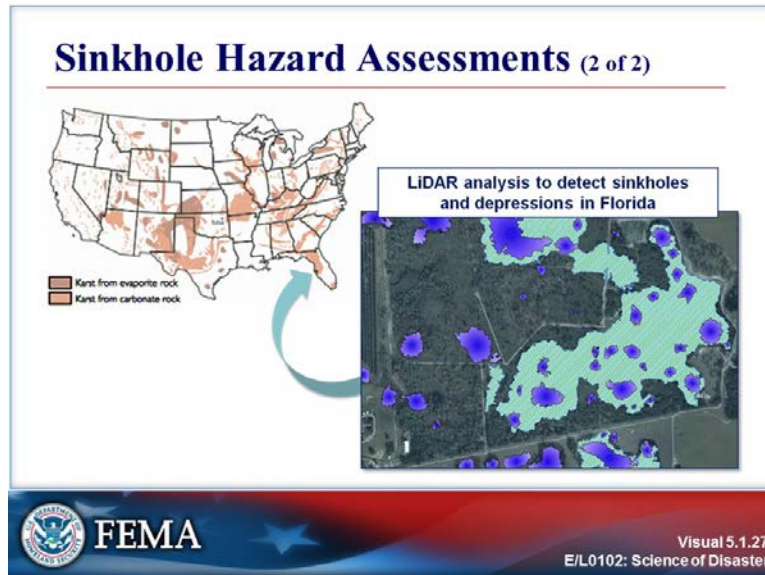 Sinkhole Hazard Assessments (2 of 2)
LiDAR analysis to detect sinkholes
and depressions in Florida
Karst from evaporite rock
Karst from carbonate rock
FEMA
Visual 5.1.27
E/L0102: Science of Disaster